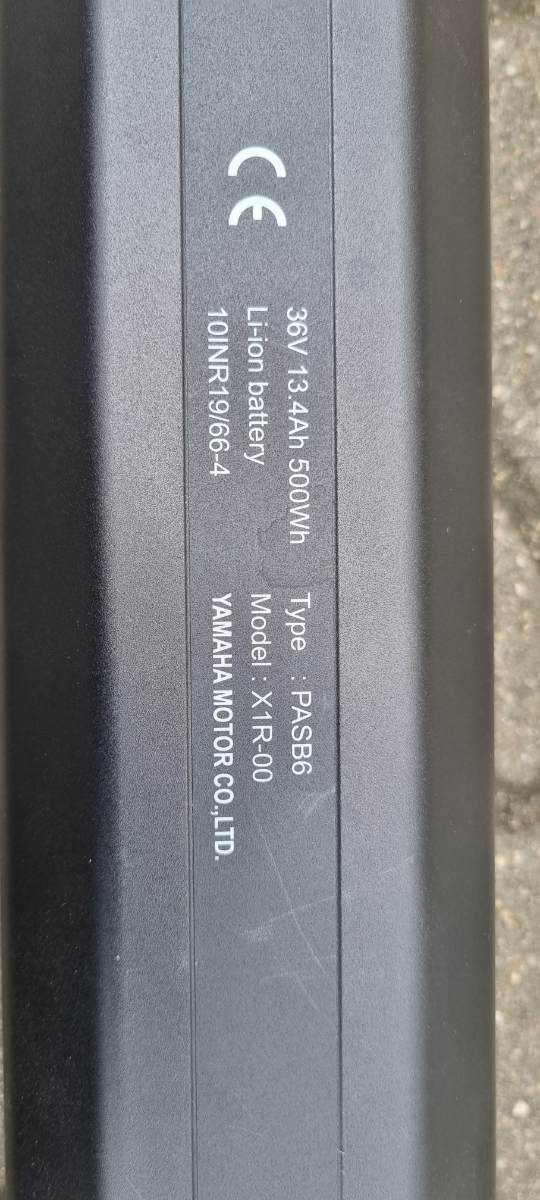 CE
36V 13.4Ah 500Wh
Li-ion battery
10INR19/66-4
Type : PASB6
Model : X1R-00
YAMAHA MOTOR CO.,LTD.